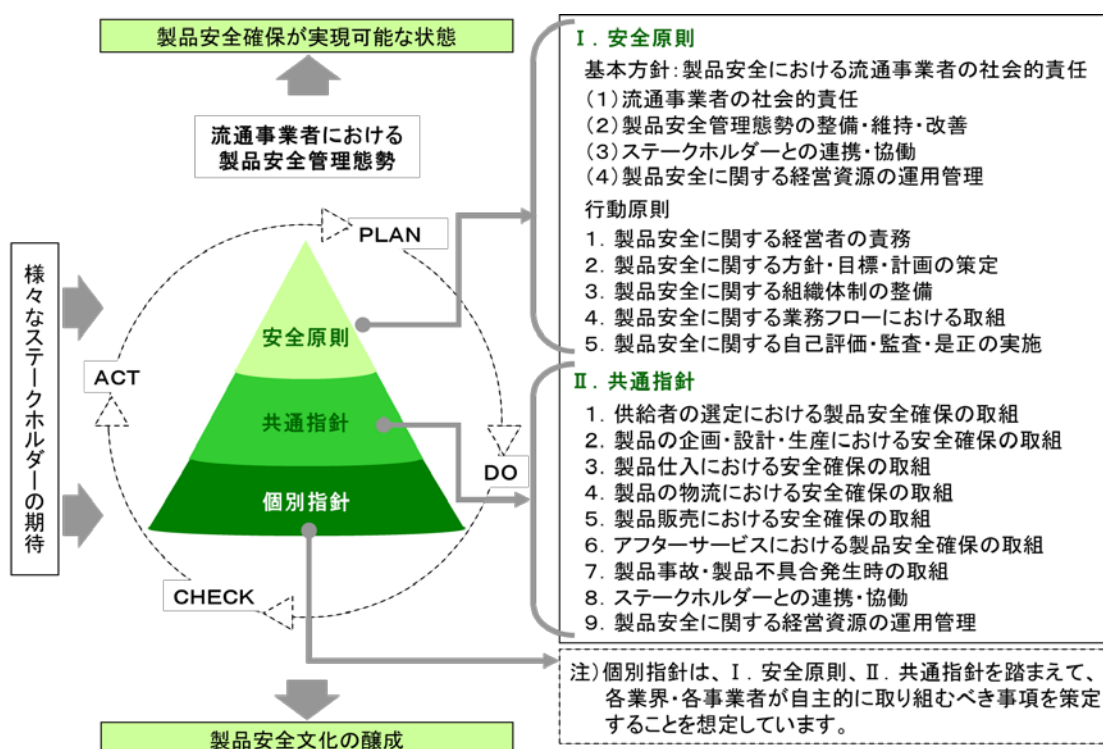 製品安全確保が実現可能な状態
流通事業者における
製品安全管理態勢
様々なステークホルダーの期待
PLAN
DO
CHECK
ACT
安全原則
共通指針
個別指針
製品安全文化の醸成
Ⅰ．安全原則
基本方針：製品安全における流通事業者の社会的責任
（１）流通事業者の社会的責任
（２）製品安全管理態勢の整備・維持・改善
（３）ステークホルダーとの連携・協働
（４）製品安全に関する経営資源の運用管理
行動原則
１．製品安全に関する経営者の責務
２．製品安全に関する方針・目標・計画の策定
３．製品安全に関する組織体制の整備
４．製品安全に関する業務フローにおける取組
５．製品安全に関する自己評価・監査・是正の実施
Ⅱ．共通指針
１．供給者の選定における製品安全確保の取組
２．製品の企画・設計・生産における安全確保の取組
３．製品仕入における安全確保の取組
４．製品の物流における安全確保の取組
５．製品販売における安全確保の取組
６．アフターサービスにおける製品安全確保の取組
７．製品事故・製品不具合発生時の取組
８．ステークホルダーとの連携・協働
９．製品安全に関する経営資源の運用管理
注）個別指針は、Ⅰ．安全原則、Ⅱ．共通指針を踏まえて、
各業界・各事業者が自主的に取り組むべき事項を策定
することを想定しています。